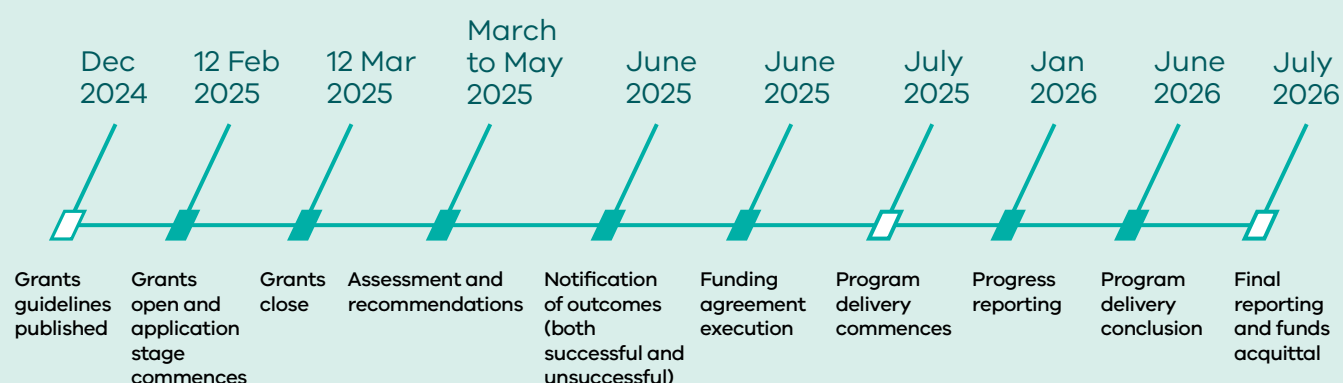 Dec
2024
12 Feb
2025
12 Mar
2025
March
to May
2025
June
2025
June
2025
July
2025
Jan
2026
June
2026
July
2026
Grants
guidelines
published
Grants
open and
application
stage
commences
Grants
close
Assessment and
recommendations
Notification
of outcomes
(both
successful and
unsuccessful)
Funding
agreement
execution
Program
delivery
commences
Progress
reporting
Program
delivery
conclusion
Final
reporting
and funds
acquittal